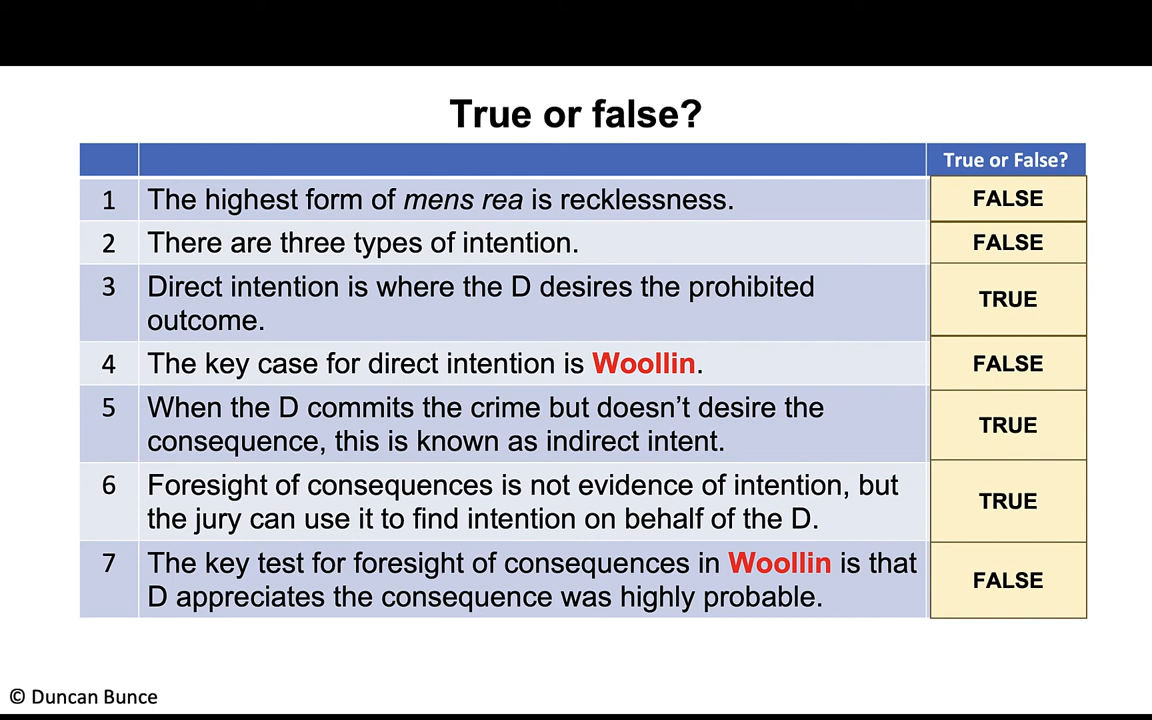 True or false?
True or False?
1 The highest form of mens rea is recklessness. FALSE
2 There are three types of intention. FALSE
3 Direct intention is where the D desires the prohibited
outcome. TRUE
4 The key case for direct intention is Woollin. FALSE
5 When the D commits the crime but doesn’t desire the
consequence, this is known as indirect intent. TRUE
6 Foresight of consequences is not evidence of intention, but
the jury can use it to find intention on behalf of the D. TRUE
7 The key test for foresight of consequences in Woollin is that
D appreciates the consequence was highly probable. FALSE
© Duncan Bunce